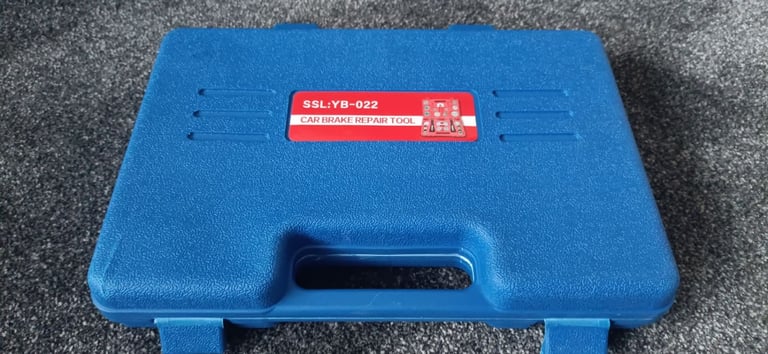 SSL:YB-022
CAR BRAKE REPAIR TOOL